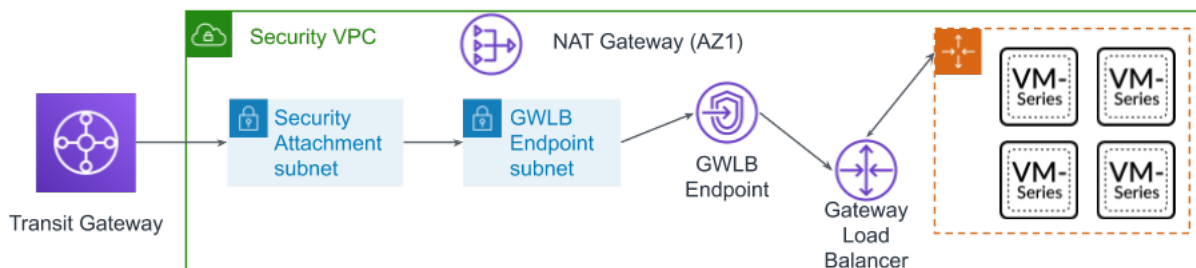 Security VPC
NAT Gateway (AZ1)
Transit Gateway
Security
Attachment
subnet
GWLB
Endpoint
subnet
GWLB
Endpoint
Gateway
Load
Balancer
VM-
Series
VM-
Series
VM-
Series
VM-
Series